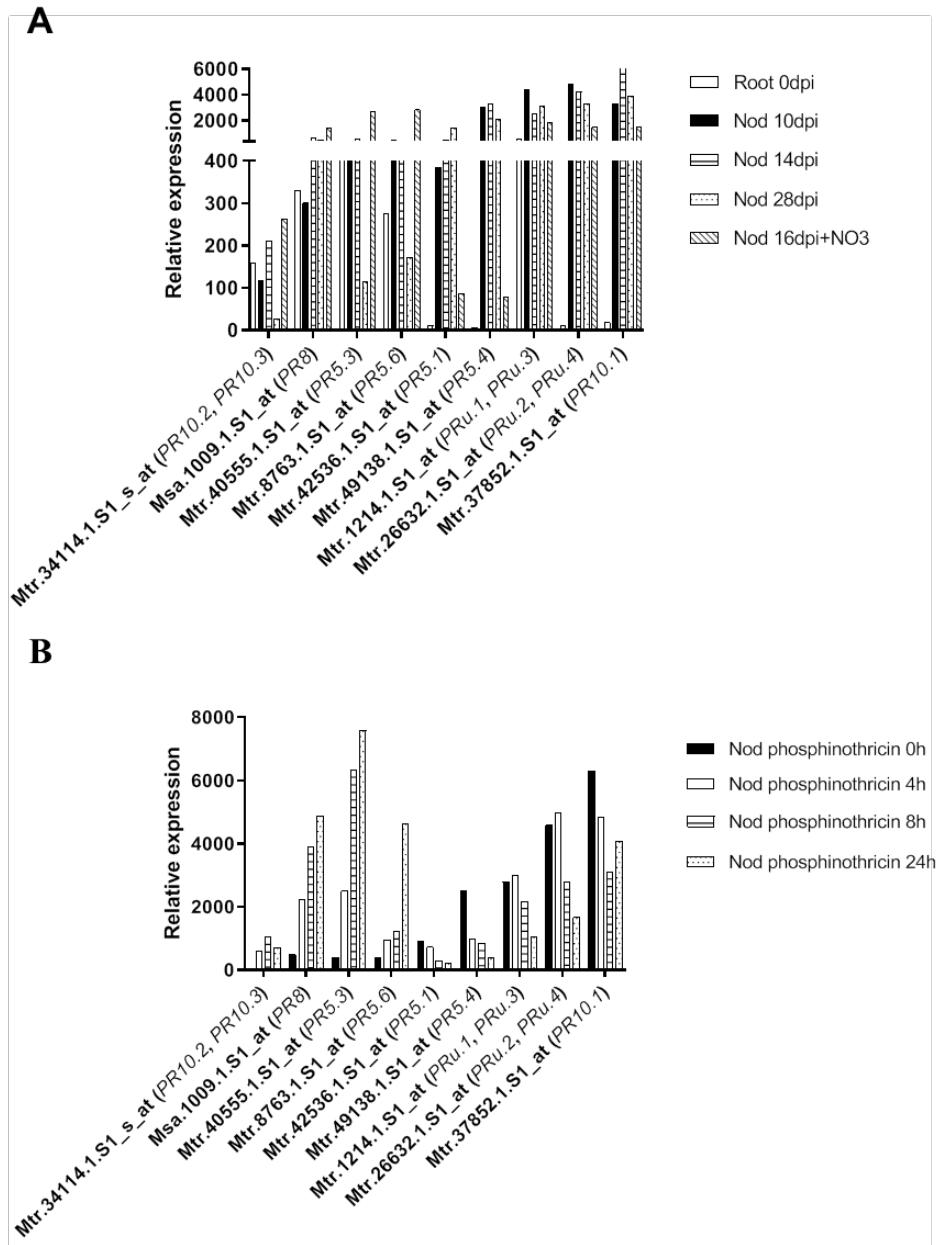 A
6000
4000
2000
400
300
200
100
0
Relative expression
Root 0dpi
Nod 10dpi
Nod 14dpi
Nod 28dpi
Nod 16dpi+NO3
Mtr.34114.1.S1_s_at (PR10.2, PR10.3)
Msa.1009.1.S1_at (PR8)
Mtr.40555.1.S1_at (PR5.3)
Mtr.8763.1.S1_at (PR5.6)
Mtr.42536.1.S1_at (PR5.1)
Mtr.49138.1.S1_at (PR5.4)
Mtr.1214.1.S1_at (PRu.1, PRu.3)
Mtr.26632.1.S1_at (PRu.2, PRu.4)
Mtr.37852.1.S1_at (PR10.1)
B
8000
6000
4000
2000
0
Relative expression
Nod phosphinothricin 0h
Nod phosphinothricin 4h
Nod phosphinothricin 8h
Nod phosphinothricin 24h
Mtr.34114.1.S1_s_at (PR10.2, PR10.3)
Msa.1009.1.S1_at (PR8)
Mtr.40555.1.S1_at (PR5.3)
Mtr.8763.1.S1_at (PR5.6)
Mtr.42536.1.S1_at (PR5.1)
Mtr.49138.1.S1_at (PR5.4)
Mtr.1214.1.S1_at (PRu.1, PRu.3)
Mtr.26632.1.S1_at (PRu.2, PRu.4)
Mtr.37852.1.S1_at (PR10.1)